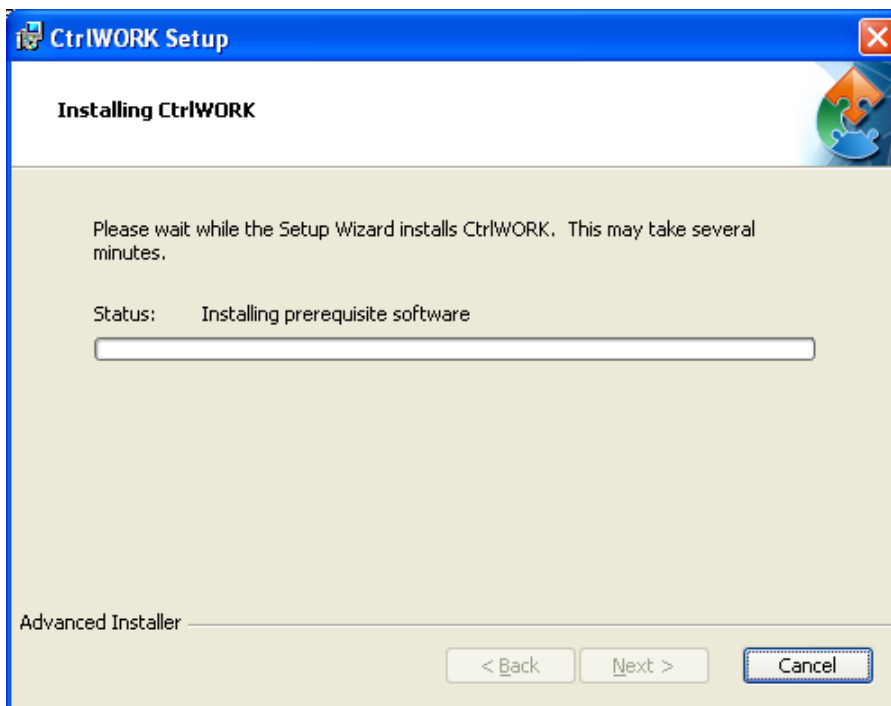 CtrlWORK Setup
Installing CtrlWORK
Please wait while the Setup Wizard installs CtrlWORK. This may take several
minutes.
Status: Installing prerequisite software
Advanced Installer
< Back Next > Cancel